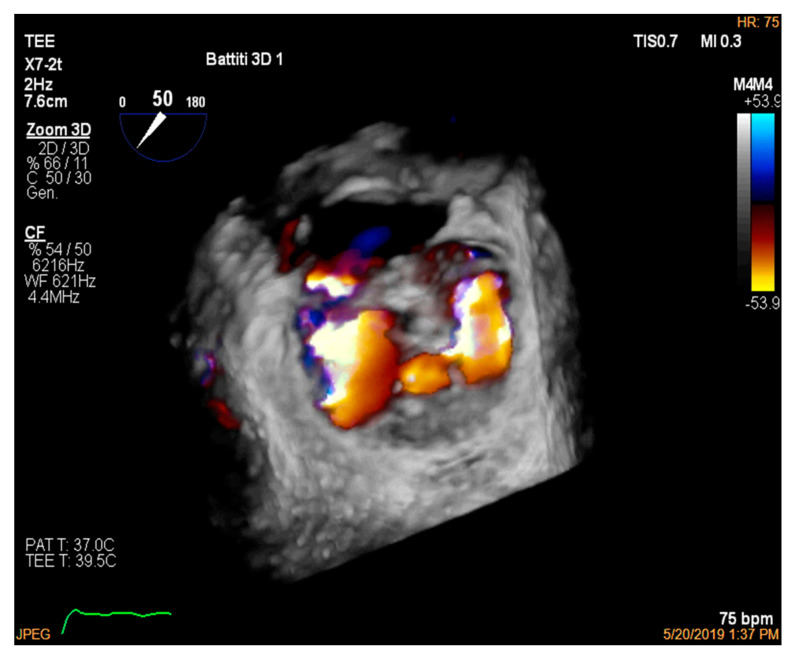 HR: 75
TEE
X7-2t
2Hz
7.6cm
Battiti 3D 1
TIS0.7 MI 0.3
M4M4
+53.9
0 50 180
Zoom 3D
2D / 3D
% 66 / 11
C 50 / 30
Gen.
CF
% 54 / 50
6216Hz
WF 621Hz
4.4MHz
-53.9
PAT T: 37.0C
TEE T: 39.5C
75 bpm
JPEG
5/20/2019 1:37 PM